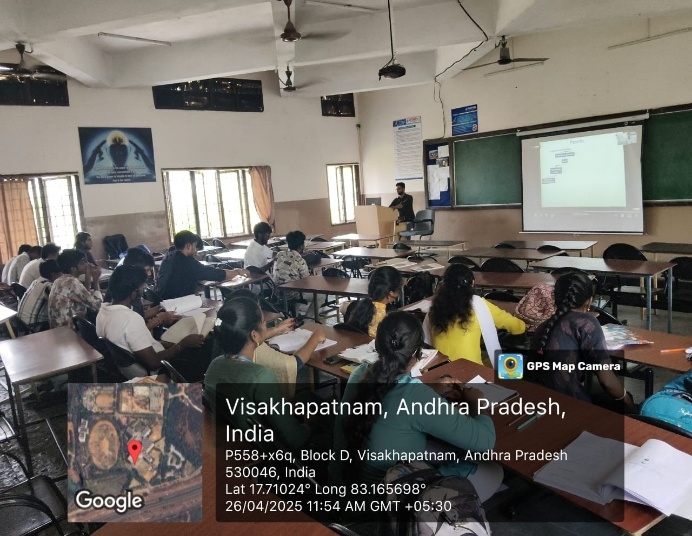 GPS Map Camera
Visakhapatnam, Andhra Pradesh,
India
P558+x6q, Block D, Visakhapatnam, Andhra Pradesh
530046, India
Lat 17.71024° Long 83.165698°
26/04/2025 11:54 AM GMT +05:30
Google